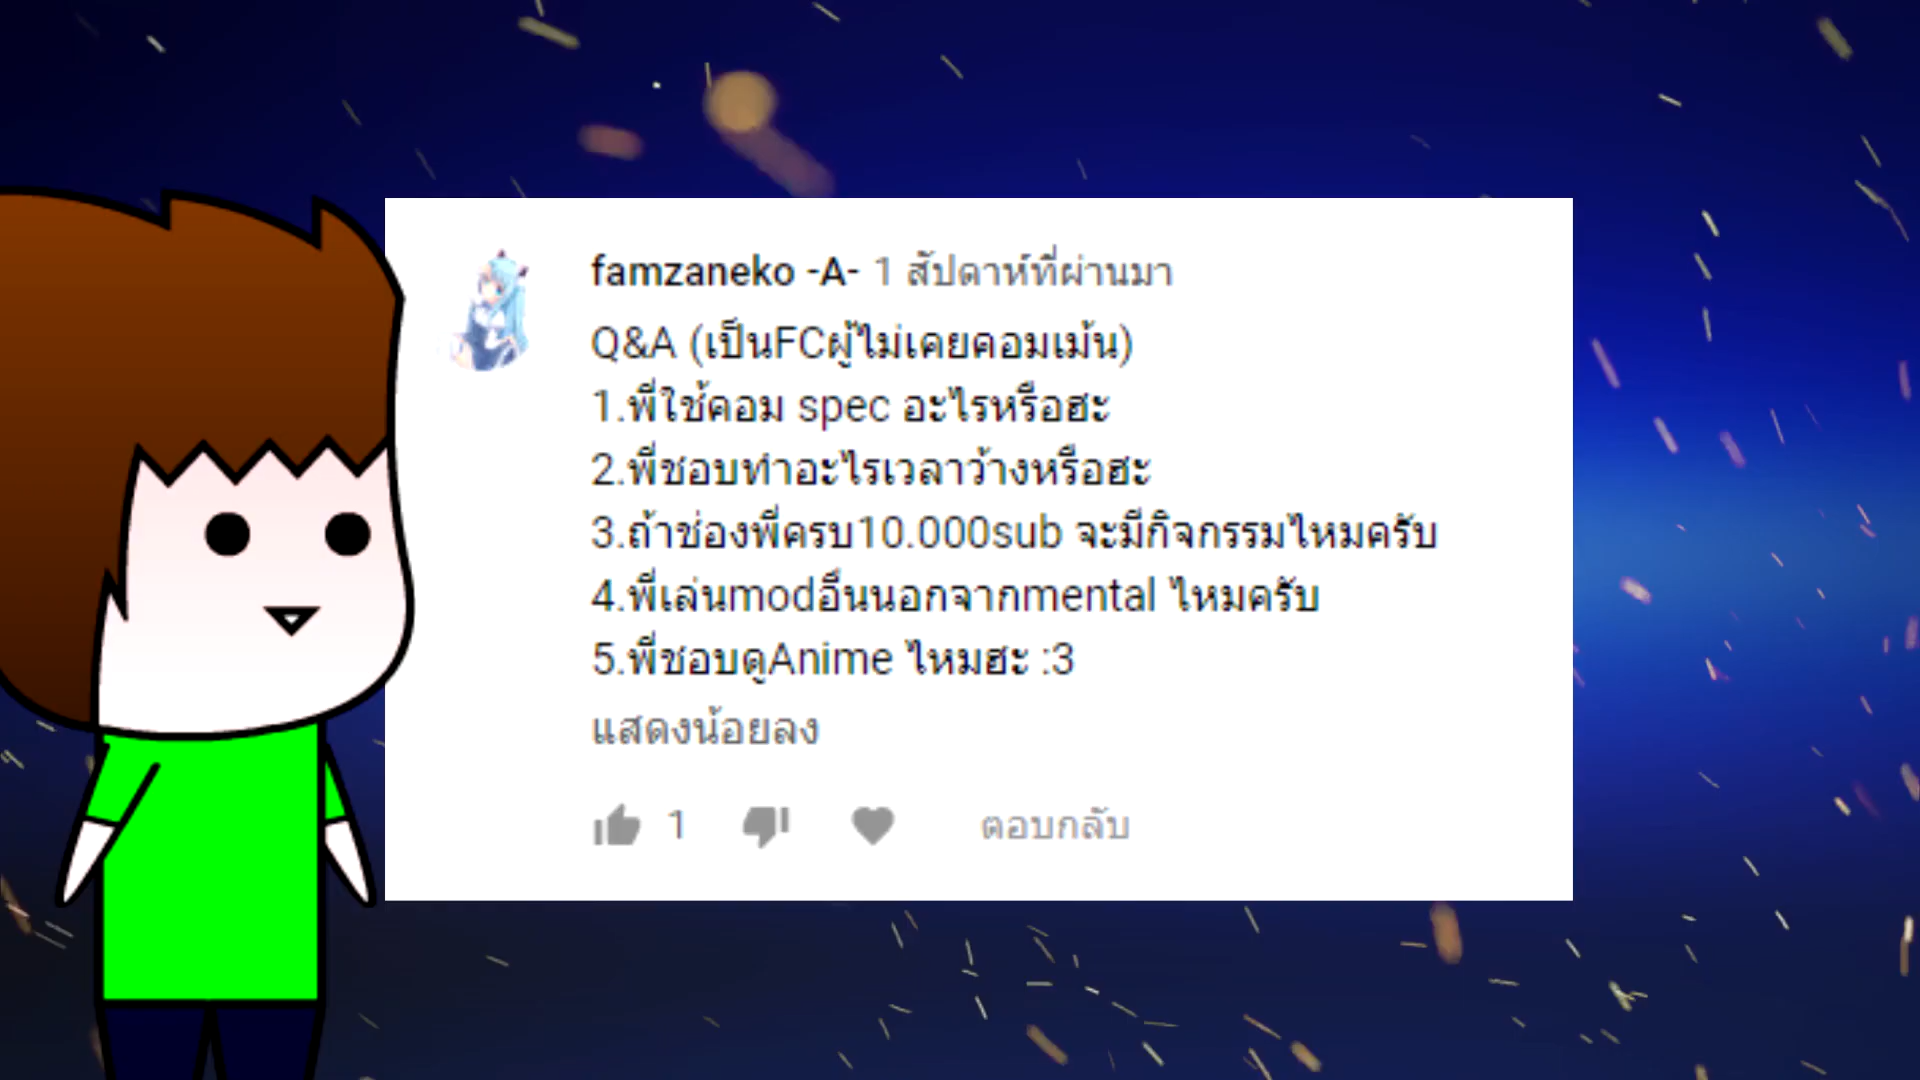 famzaneko -A- 1 สัปดาห์ที่ผ่านมา
Q&A (เป็นFCผู้ไม่เคยคอมเม้น)
1.พี่ใช้คอม spec อะไรหรือฮะ
2.พี่ชอบทำอะไรเวลาว้างหรือฮะ
3.ถ้าช่องพี่ครบ10.000sub จะมีกิจกรรมไหมครับ
4.พี่เล่นmodอื่นนอกจากmental ไหมครับ
5.พี่ชอบดูAnime ไหมฮะ :3
แสดงน้อยลง
1 ตอบกลับ